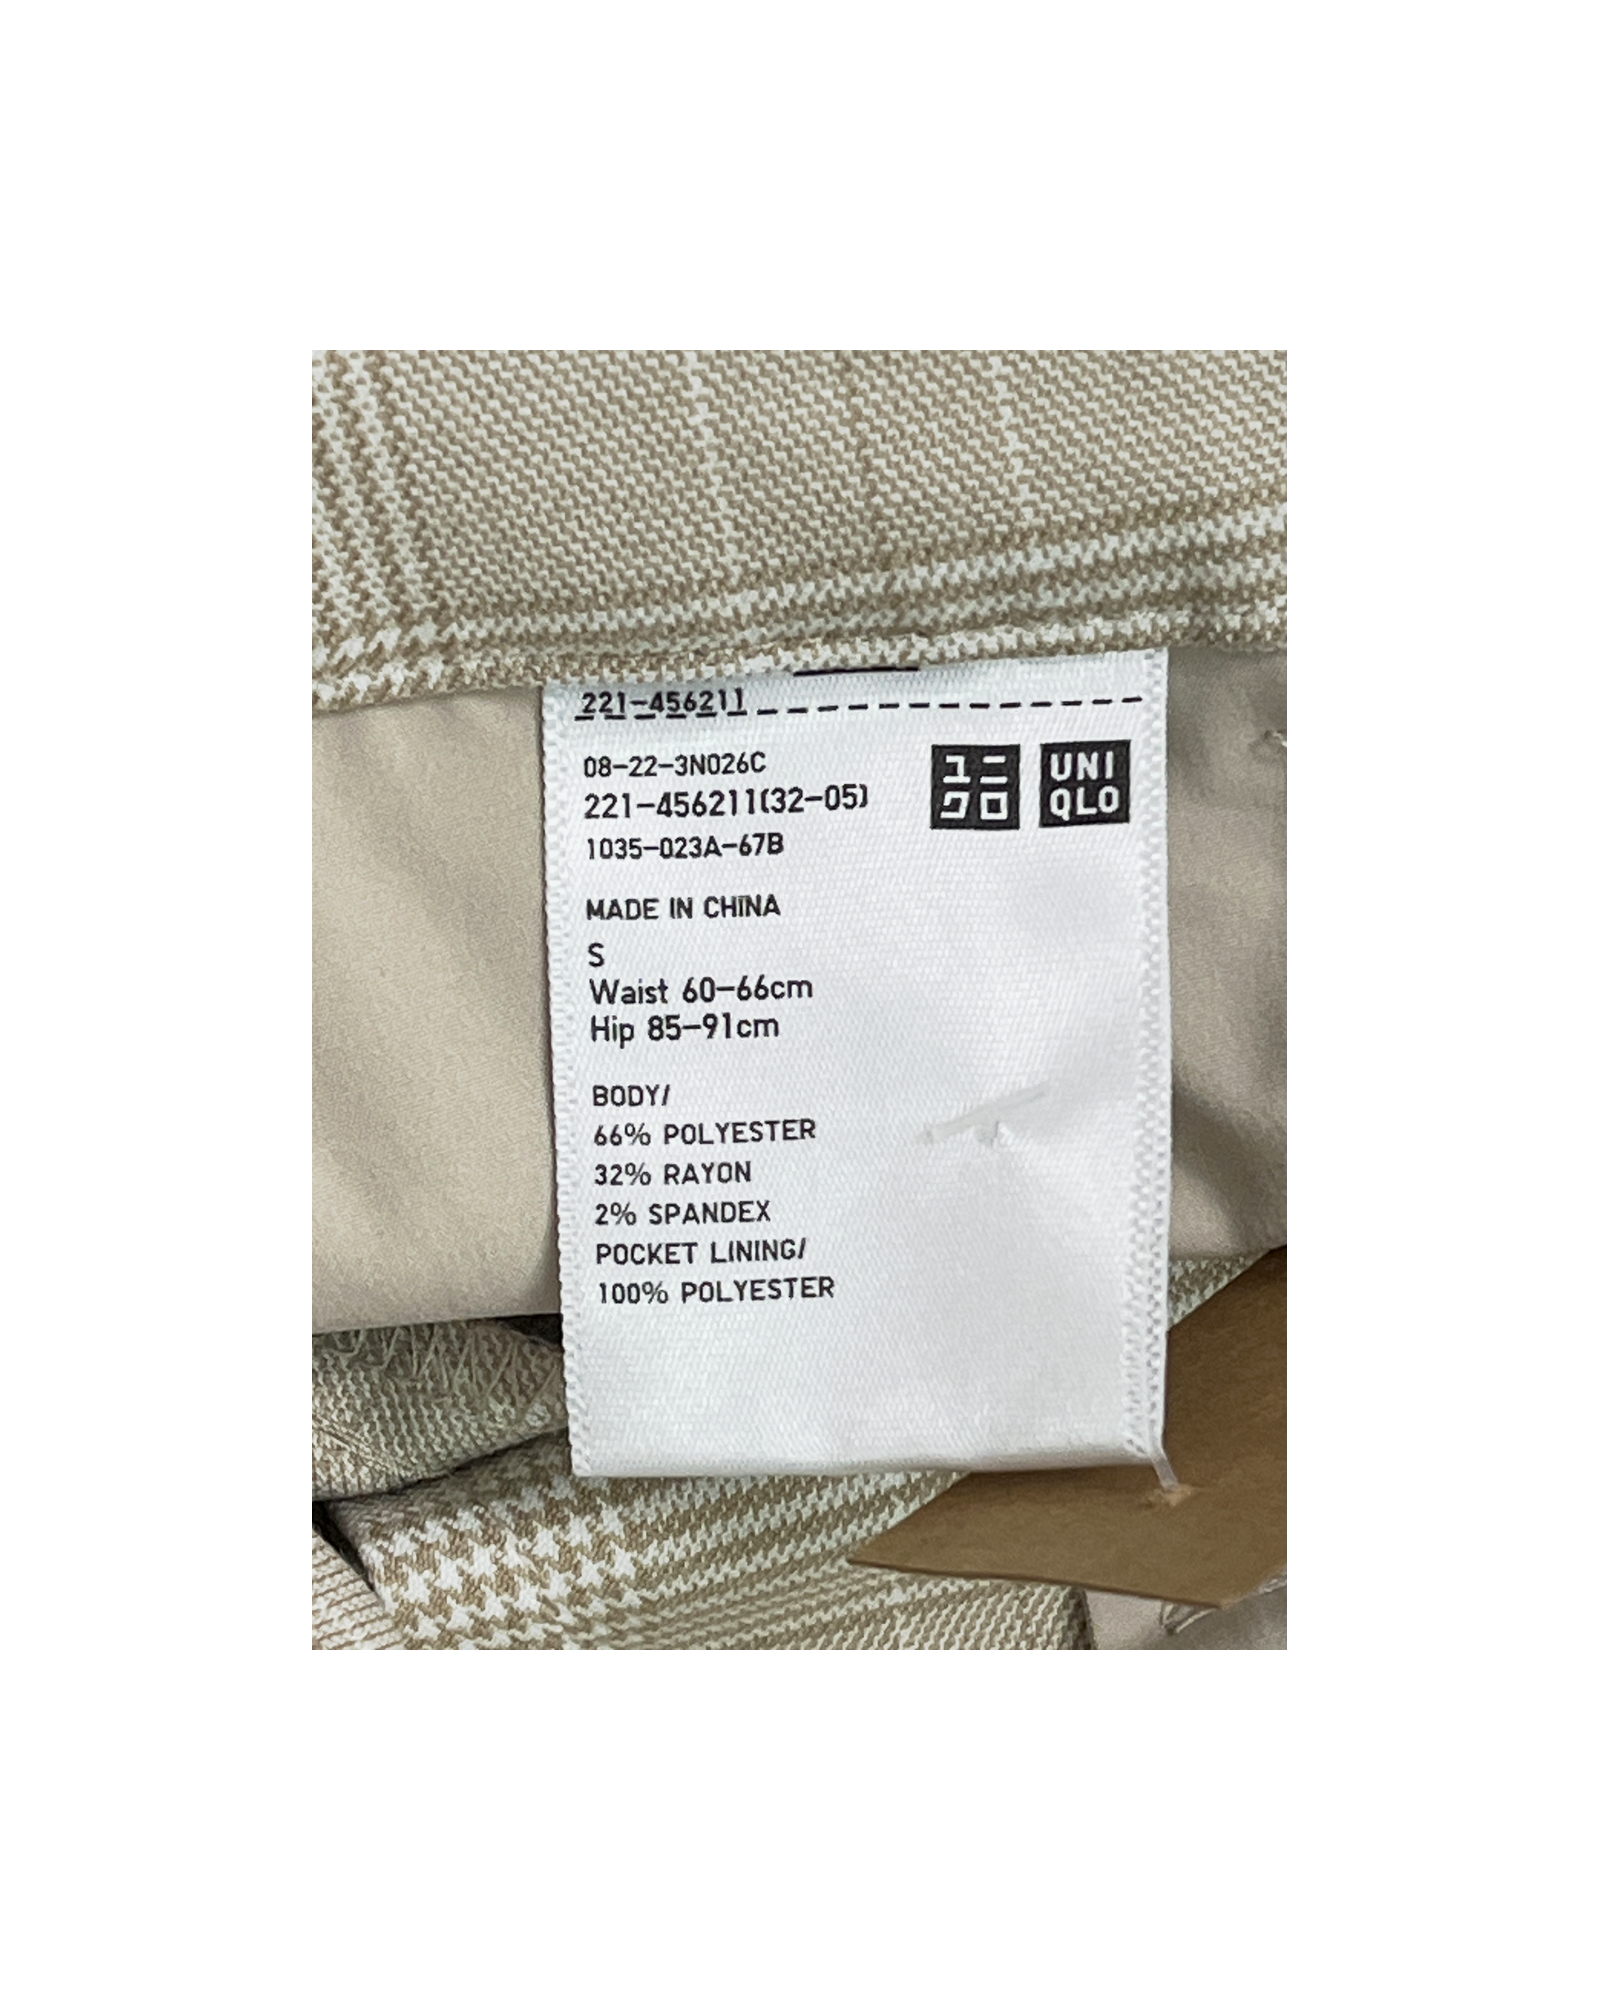 221-456211
08-22-3N026C
221-456211(32-05)
1035-023A-67B
ユニ
クロ
UNI
QLO
MADE IN CHINA
S
Waist 60-66cm
Hip 85-91cm
BODY/
66% POLYESTER
32% RAYON
2% SPANDEX
POCKET LINING/
100% POLYESTER